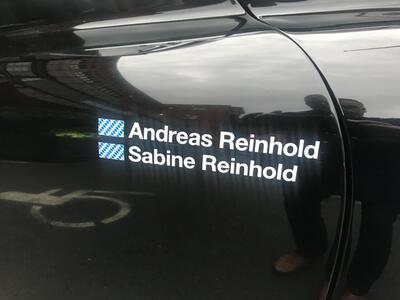 Andreas Reinhold
Sabine Reinhold